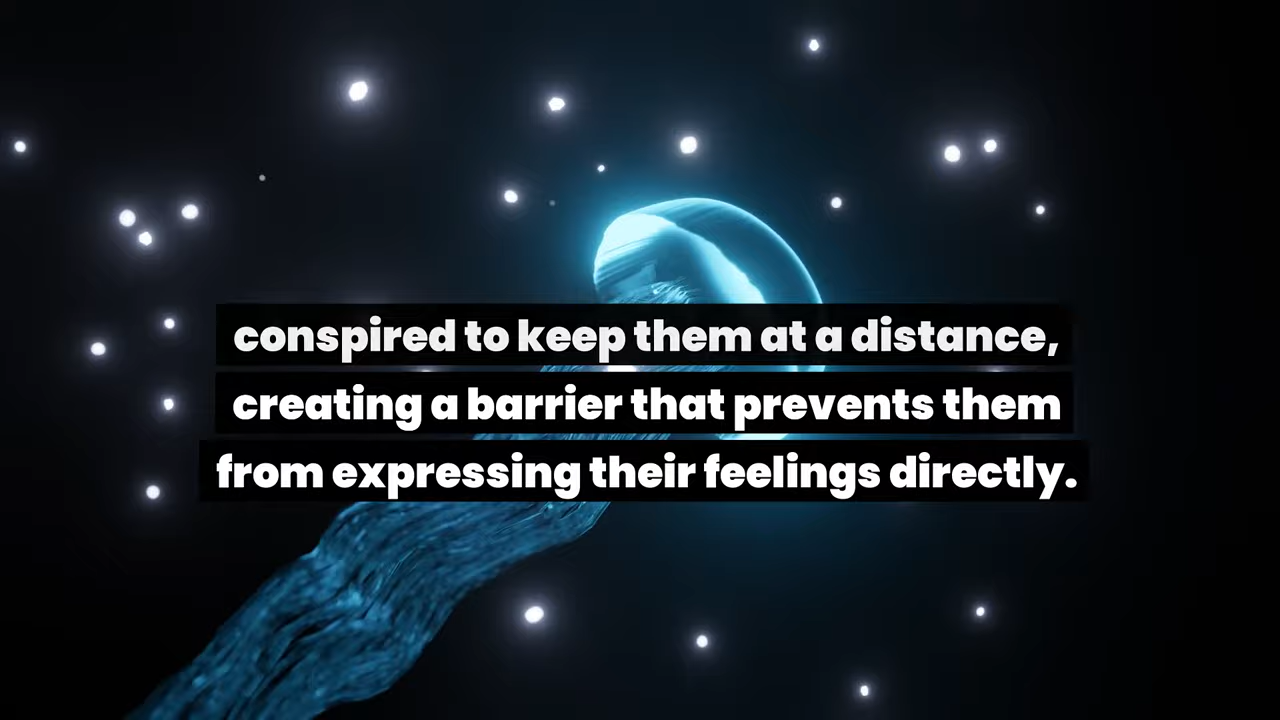 conspired to keep them at a distance,
creating a barrier that prevents them
from expressing their feelings directly.